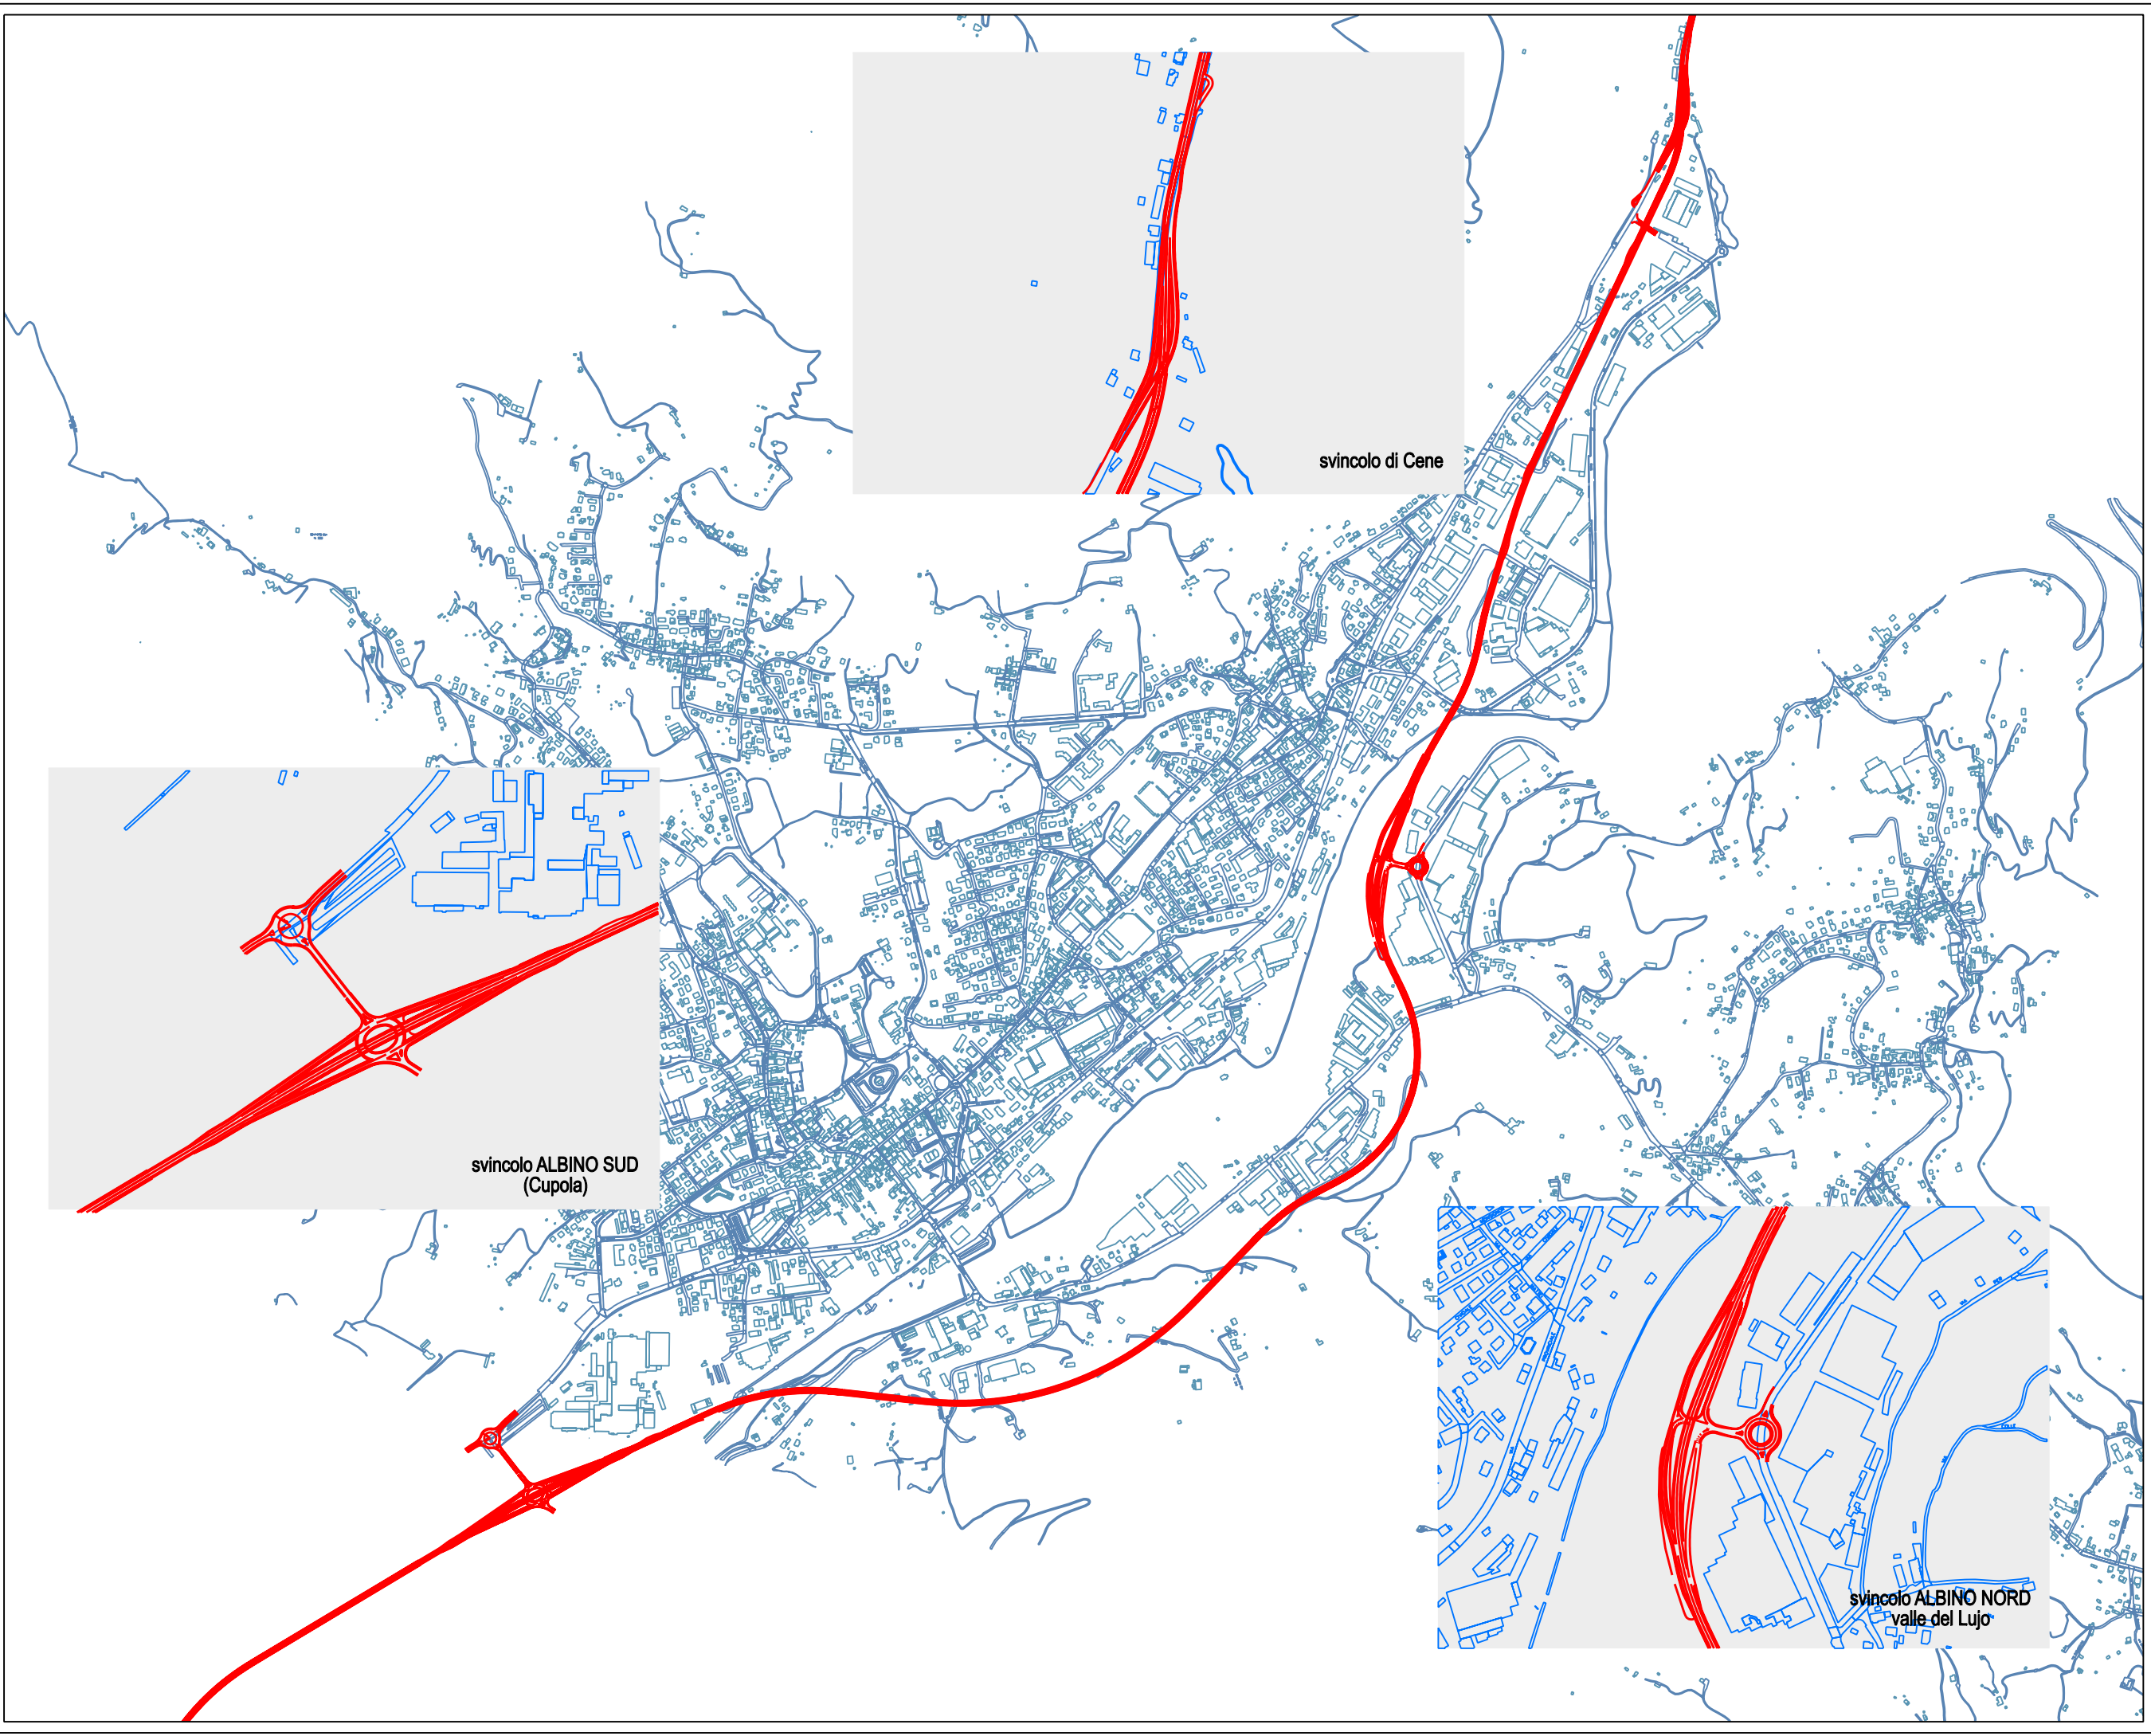 svincolo di Cene
svincolo ALBINO SUD
(Cupola)
svincolo ALBINO NORD
valle del Lujo